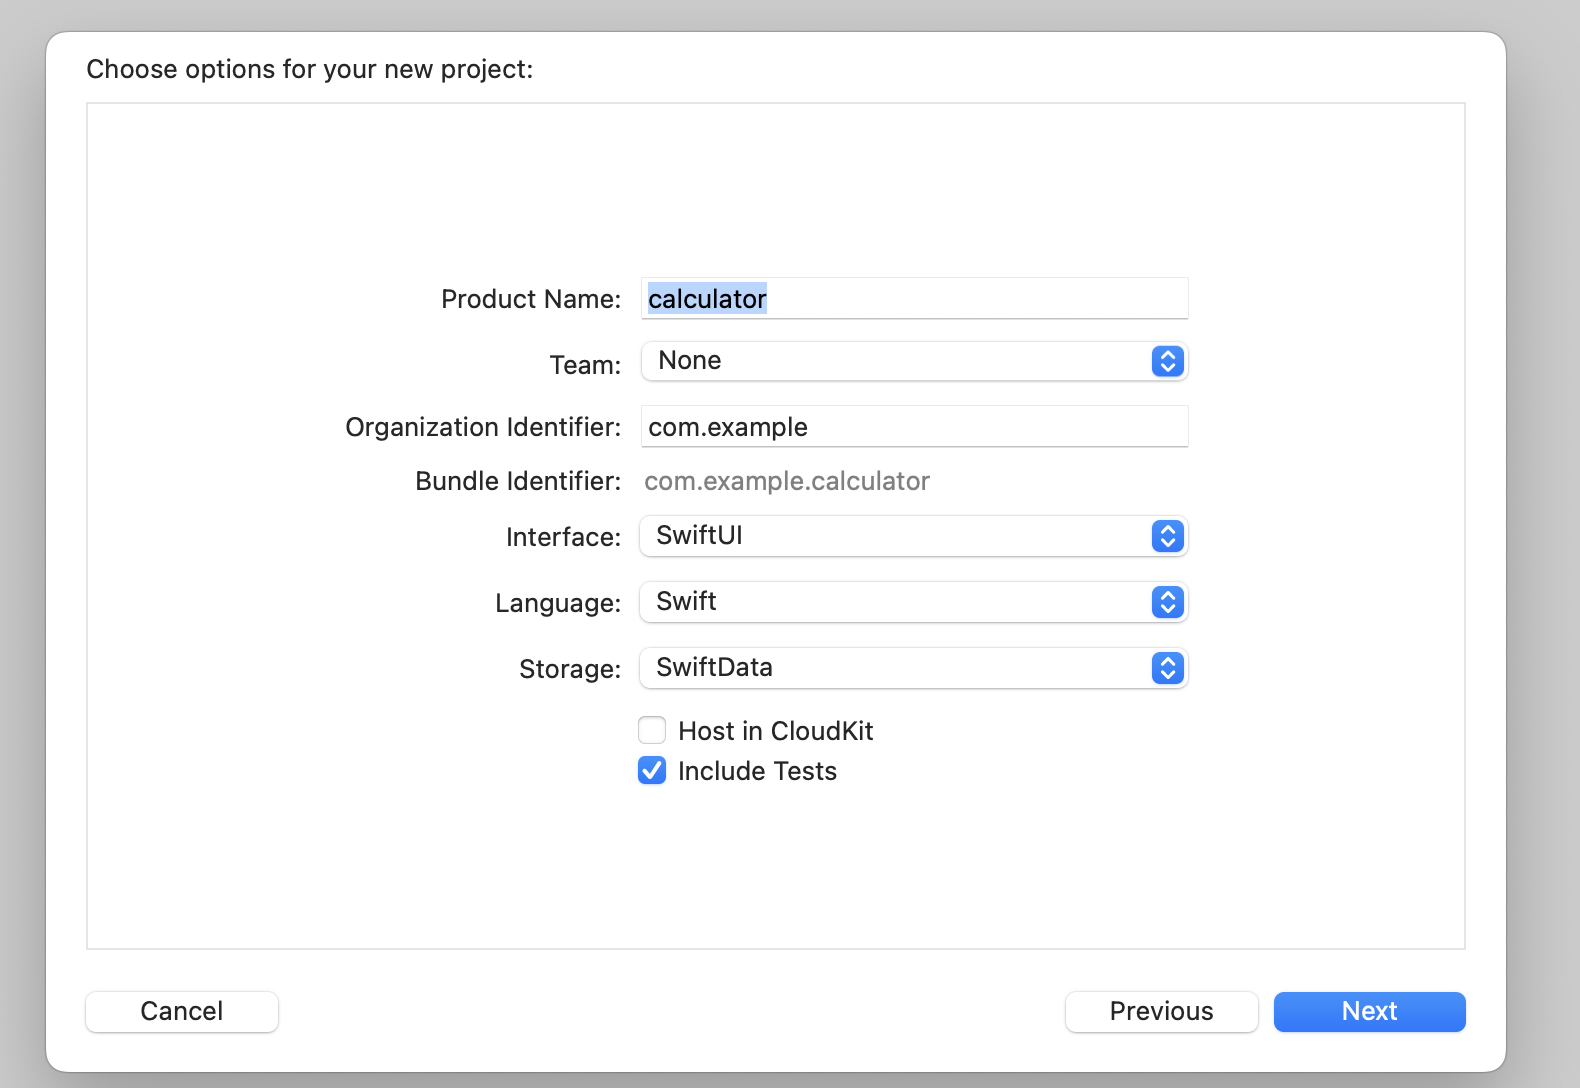 Choose options for your new project:
Product Name: calculator
Team: None
Organization Identifier: com.example
Bundle Identifier: com.example.calculator
Interface: SwiftUI
Language: Swift
Storage: SwiftData
Host in CloudKit
Include Tests
Cancel Previous Next